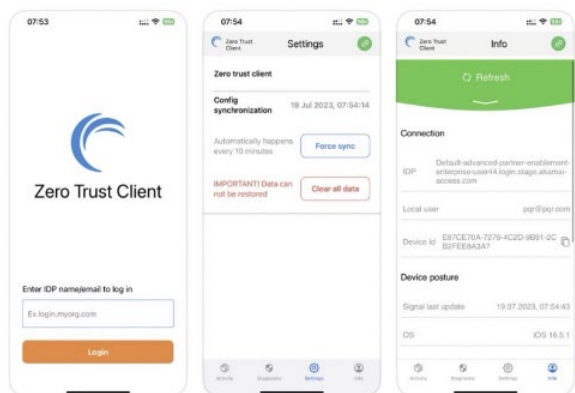 07:53
Zero Trust Client
Enter IDP name/email to log in
Ex.login.myorg.com
Login
07:54
Zero Trust
Client
Settings
Zero trust client
Config
synchronization
19 Jul 2023, 07:54:14
Automatically happens
every 10 minutes
Force sync
IMPORTANT! Data can
not be restored
Clear all data
Activity
Diagnostic
Settings
Info
07:54
Zero Trust
Client
Info
Refresh
Connection
IDP
Default-advanced-partner-enablement-
enterprise-user44.login.stage.akamai-
access.com
Local user
pqr@pqr.com
Device Id
E87CE70A-7276-4C2D-9B91-2C
B2FEE8A3A7
Device posture
Signal last update
19.07.2023, 07:54:43
OS
iOS 16.5.1
Activity
Diagnostic
Settings
Info